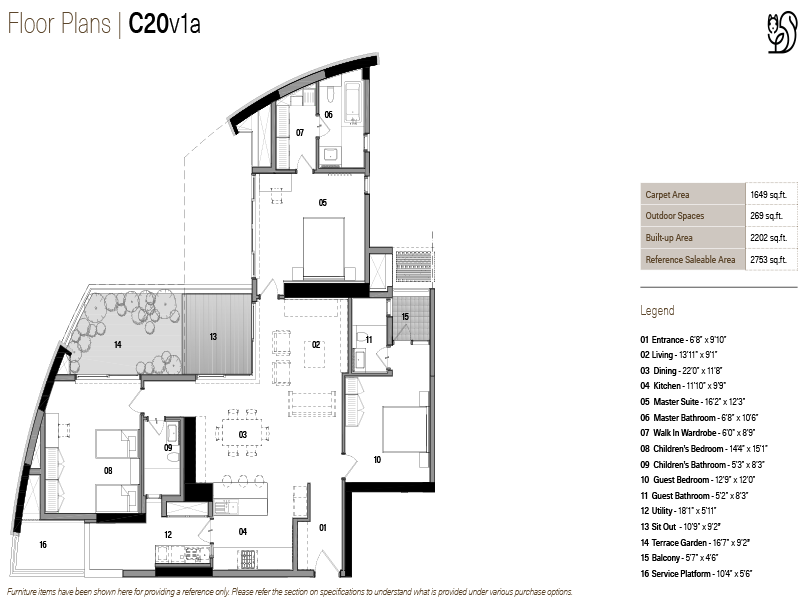 Floor Plans | C20v1a
06
07
05
15
13
14
02
11
03
09
08
10
12
04
01
16
Carpet Area 1649 sq.ft.
Outdoor Spaces 269 sq.ft.
Built-up Area 2202 sq.ft.
Reference Saleable Area 2753 sq.ft.
Legend
01 Entrance - 6'8" x 9'10"
02 Living - 13'11" x 9'1"
03 Dining - 22'0" x 11'8"
04 Kitchen - 11'10" x 9'9"
05 Master Suite - 16'2" x 12'3"
06 Master Bathroom - 6'8" x 10'6"
07 Walk In Wardrobe - 6'0" x 8'9"
08 Children's Bedroom - 14'4" x 15'1"
09 Children's Bathroom - 5'3" x 8'3"
10 Guest Bedroom - 12'9" x 12'0"
11 Guest Bathroom - 5'2" x 8'3"
12 Utility - 18'1" x 5'11"
13 Sit Out - 10'9" x 9'2"
14 Terrace Garden - 16'7" x 9'2"
15 Balcony - 5'7" x 4'6"
16 Service Platform - 10'4" x 5'6"
Furniture items have been shown here for providing a reference only. Please refer the section on specifications to understand what is provided under various purchase options.